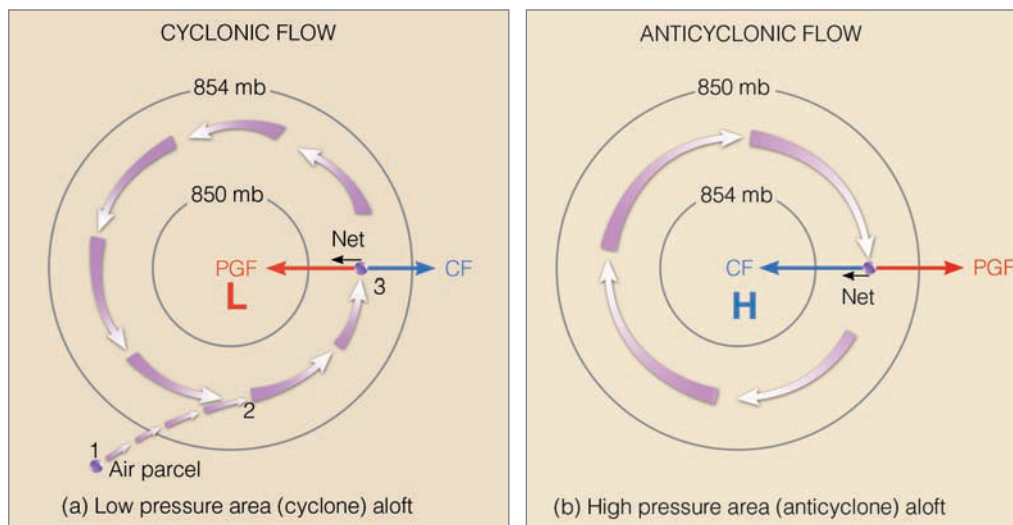 CYCLONIC FLOW
854 mb
850 mb
Net
PGF
CF
L
3
2
1
Air parcel
(a) Low pressure area (cyclone) aloft
ANTICYCLONIC FLOW
850 mb
854 mb
CF
PGF
Net
H
(b) High pressure area (anticyclone) aloft